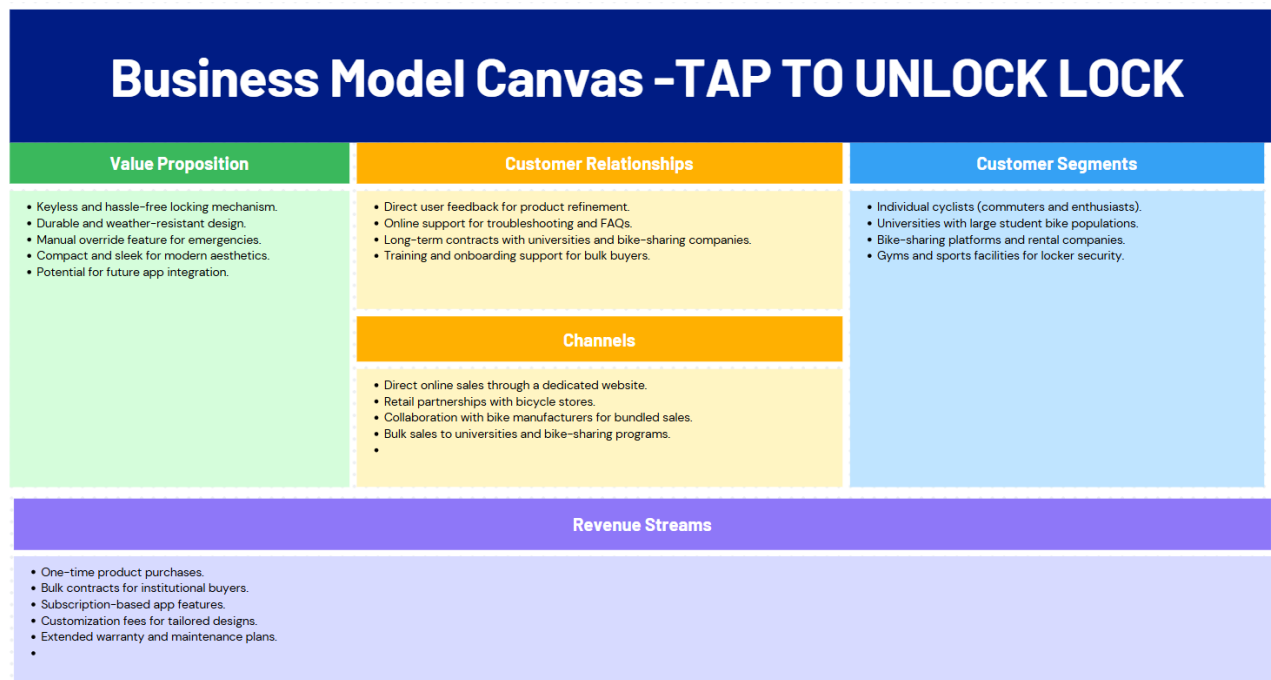 Business Model Canvas -TAP TO UNLOCK LOCK
Value Proposition
• Keyless and hassle-free locking mechanism.
• Durable and weather-resistant design.
• Manual override feature for emergencies.
• Compact and sleek for modern aesthetics.
• Potential for future app integration.
Customer Relationships
• Direct user feedback for product refinement.
• Online support for troubleshooting and FAQs.
• Long-term contracts with universities and bike-sharing companies.
• Training and onboarding support for bulk buyers.
Channels
• Direct online sales through a dedicated website.
• Retail partnerships with bicycle stores.
• Collaboration with bike manufacturers for bundled sales.
• Bulk sales to universities and bike-sharing programs.
•
Customer Segments
• Individual cyclists (commuters and enthusiasts).
• Universities with large student bike populations.
• Bike-sharing platforms and rental companies.
• Gyms and sports facilities for locker security.
Revenue Streams
• One-time product purchases.
• Bulk contracts for institutional buyers.
• Subscription-based app features.
• Customization fees for tailored designs.
• Extended warranty and maintenance plans.
•